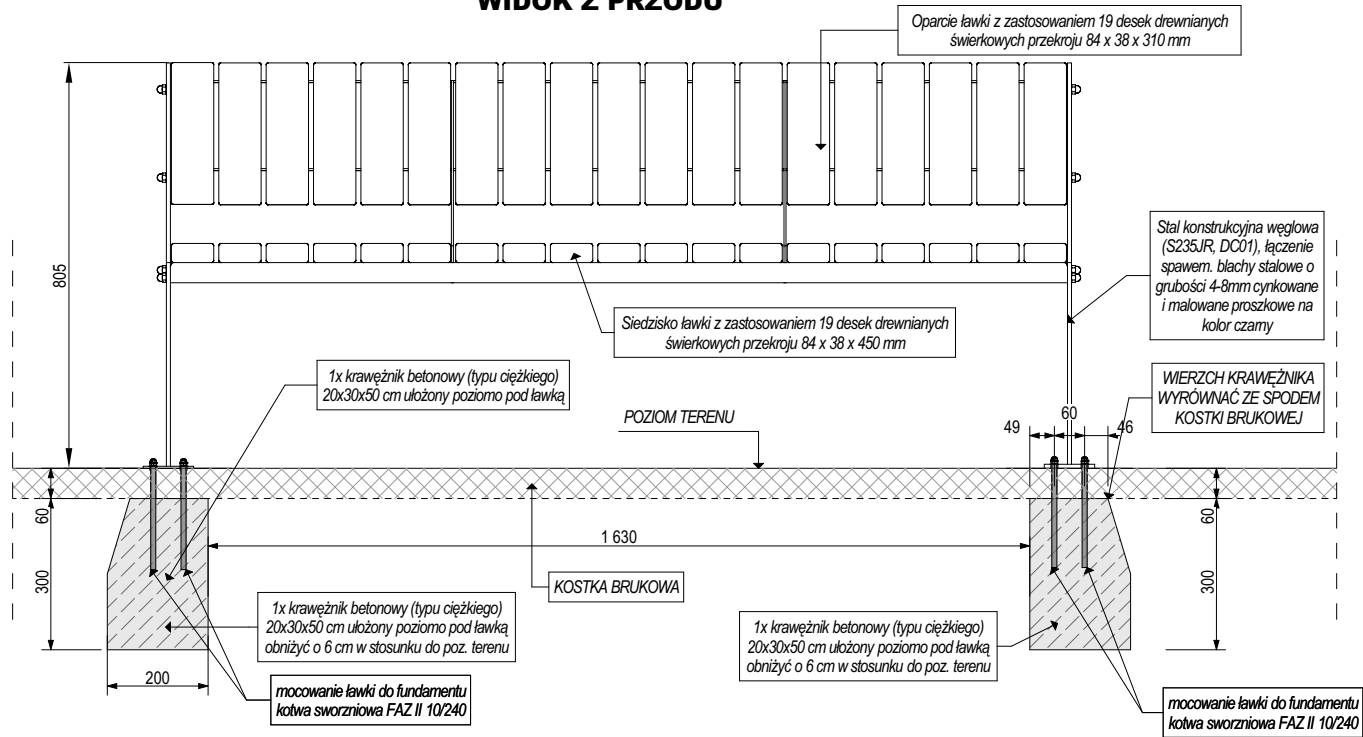 WIDOK Z PRZODU
Oparcie ławki z zastosowaniem 19 desek drewnianych
świerkowych przekroju 84 x 38 x 310 mm
805
Stal konstrukcyjna węglowa
(S235JR, DC01), łączenie
spawem. blachy stalowe o
grubości 4-8mm cynkowane
i malowane proszkowe na
kolor czarny
Siedzisko ławki z zastosowaniem 19 desek drewnianych
świerkowych przekroju 84 x 38 x 450 mm
1x krawężnik betonowy (typu ciężkiego)
20x30x50 cm ułożony poziomo pod ławką
WIERZCH KRAWĘŻNIKA
WYRÓWNAĆ ZE SPODEM
KOSTKI BRUKOWEJ
POZIOM TERENU
49
60
46
60
60
1 630
300
300
KOSTKA BRUKOWA
1x krawężnik betonowy (typu ciężkiego)
20x30x50 cm ułożony poziomo pod ławką
obniżyć o 6 cm w stosunku do poz. terenu
1x krawężnik betonowy (typu ciężkiego)
20x30x50 cm ułożony poziomo pod ławką
obniżyć o 6 cm w stosunku do poz. terenu
200
mocowanie ławki do fundamentu
kotwa sworzniowa FAZ II 10/240
mocowanie ławki do fundamentu
kotwa sworzniowa FAZ II 10/240